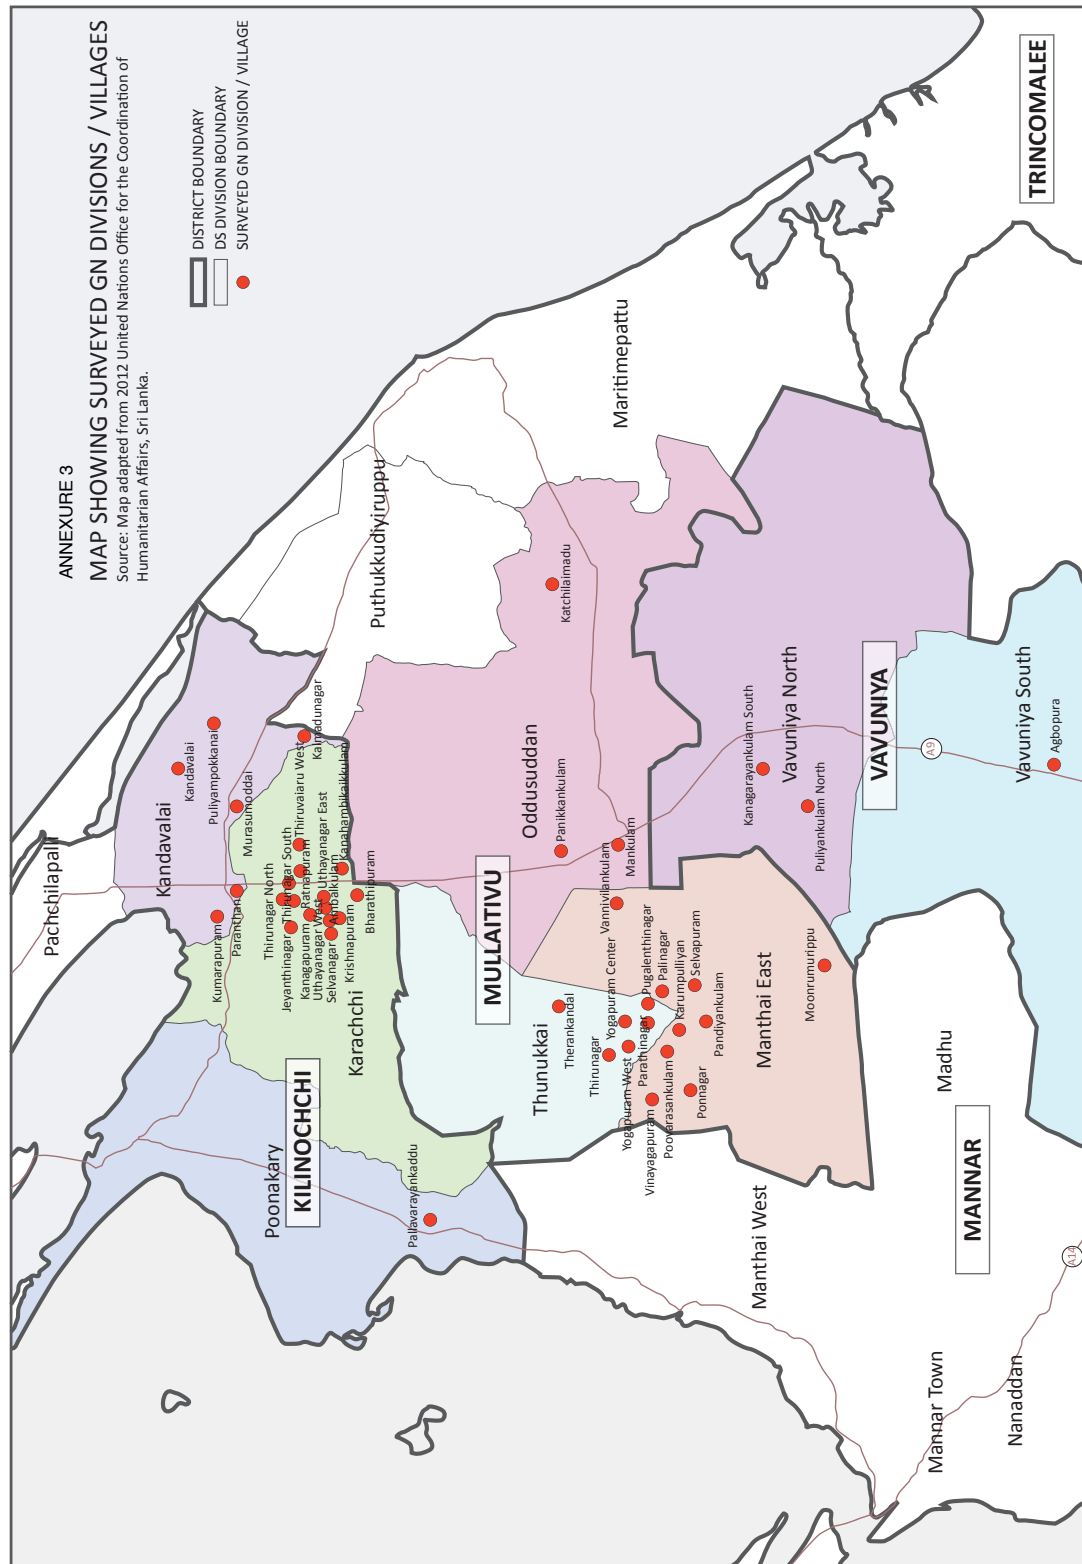 ANNEXURE 3
MAP SHOWING SURVEYED GN DIVISIONS / VILLAGES
Source: Map adapted from 2012 United Nations Office for the Coordination of
Humanitarian Affairs, Sri Lanka.
DISTRICT BOUNDARY
DS DIVISION BOUNDARY
SURVEYED GN DIVISION / VILLAGE
Pachchilapalli
Kandavalai
Kandavalai
Puliyampokkanai
Murasumoddai
Kumarapuram
Paranthan
Puthukkudiyiruppu
Maritimepattu
TRINCOMALEE
Poonakary
KILINOCHCHI
Karachchi
Thirunagar North
Jeyanthinagar
Thirunagar South
Kanagapuram
Ratnapuram
Thiruvaiaru West
Kalmadunagar
Uthayanagar West
Uthayanagar East
Selvanagar
Ambalkulam
Kanahambikaikkulam
Krishnapuram
Bharathipuram
Pallavarayankaddu
MULLAITIVU
Oddusuddan
Katchilaimadu
Panikkankulam
Mankulam
Thunukkai
Therankandal
Thirunagar
Yogapuram Center
Vannivilankulam
Yogapuram West
Parathinagar
Pugalenthinagar
Vinayagapuram
Poovarasankulam
Palinagar
Karumpulliyan
Selvapuram
Ponnagar
Pandiyankulam
Manthai East
Moonrumurippu
Kanagarayankulam South
Vavuniya North
Puliyankulam North
VAVUNIYA
A9
Vavuniya South
Agbopura
Manthai West
Madhu
MANNAR
Mannar Town
Nanaddan
A14